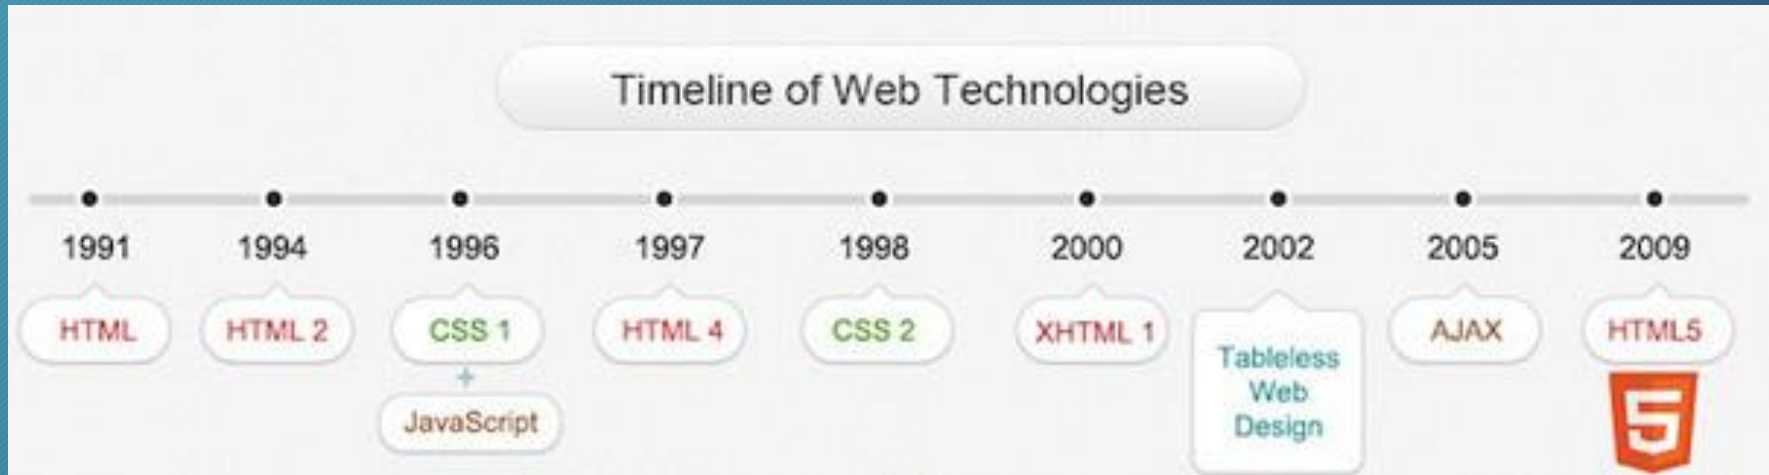 Timeline of Web Technologies
1991 1994 1996 1997 1998 2000 2002 2005 2009
HTML HTML 2 CSS 1 HTML 4 CSS 2 XHTML 1 Tableless AJAX HTML5
+ Web
JavaScript Design
5